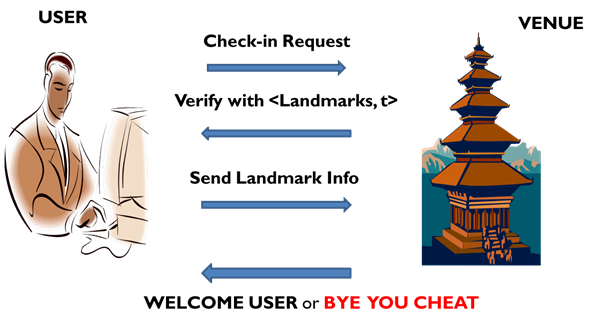 USER
VENUE
Check-in Request
Verify with <Landmarks, t>
Send Landmark Info
WELCOME USER or BYE YOU CHEAT